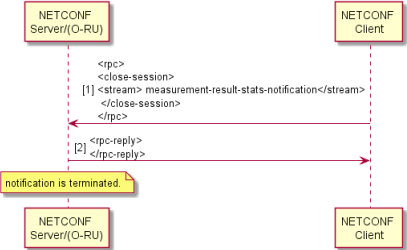 NETCONF
Server/(O-RU)
NETCONF
Client
<rpc>
<close-session>
[1] <stream> measurement-result-stats-notification</stream>
</close-session>
</rpc>
[2] <rpc-reply>
</rpc-reply>
notification is terminated.
NETCONF
Server/(O-RU)
NETCONF
Client